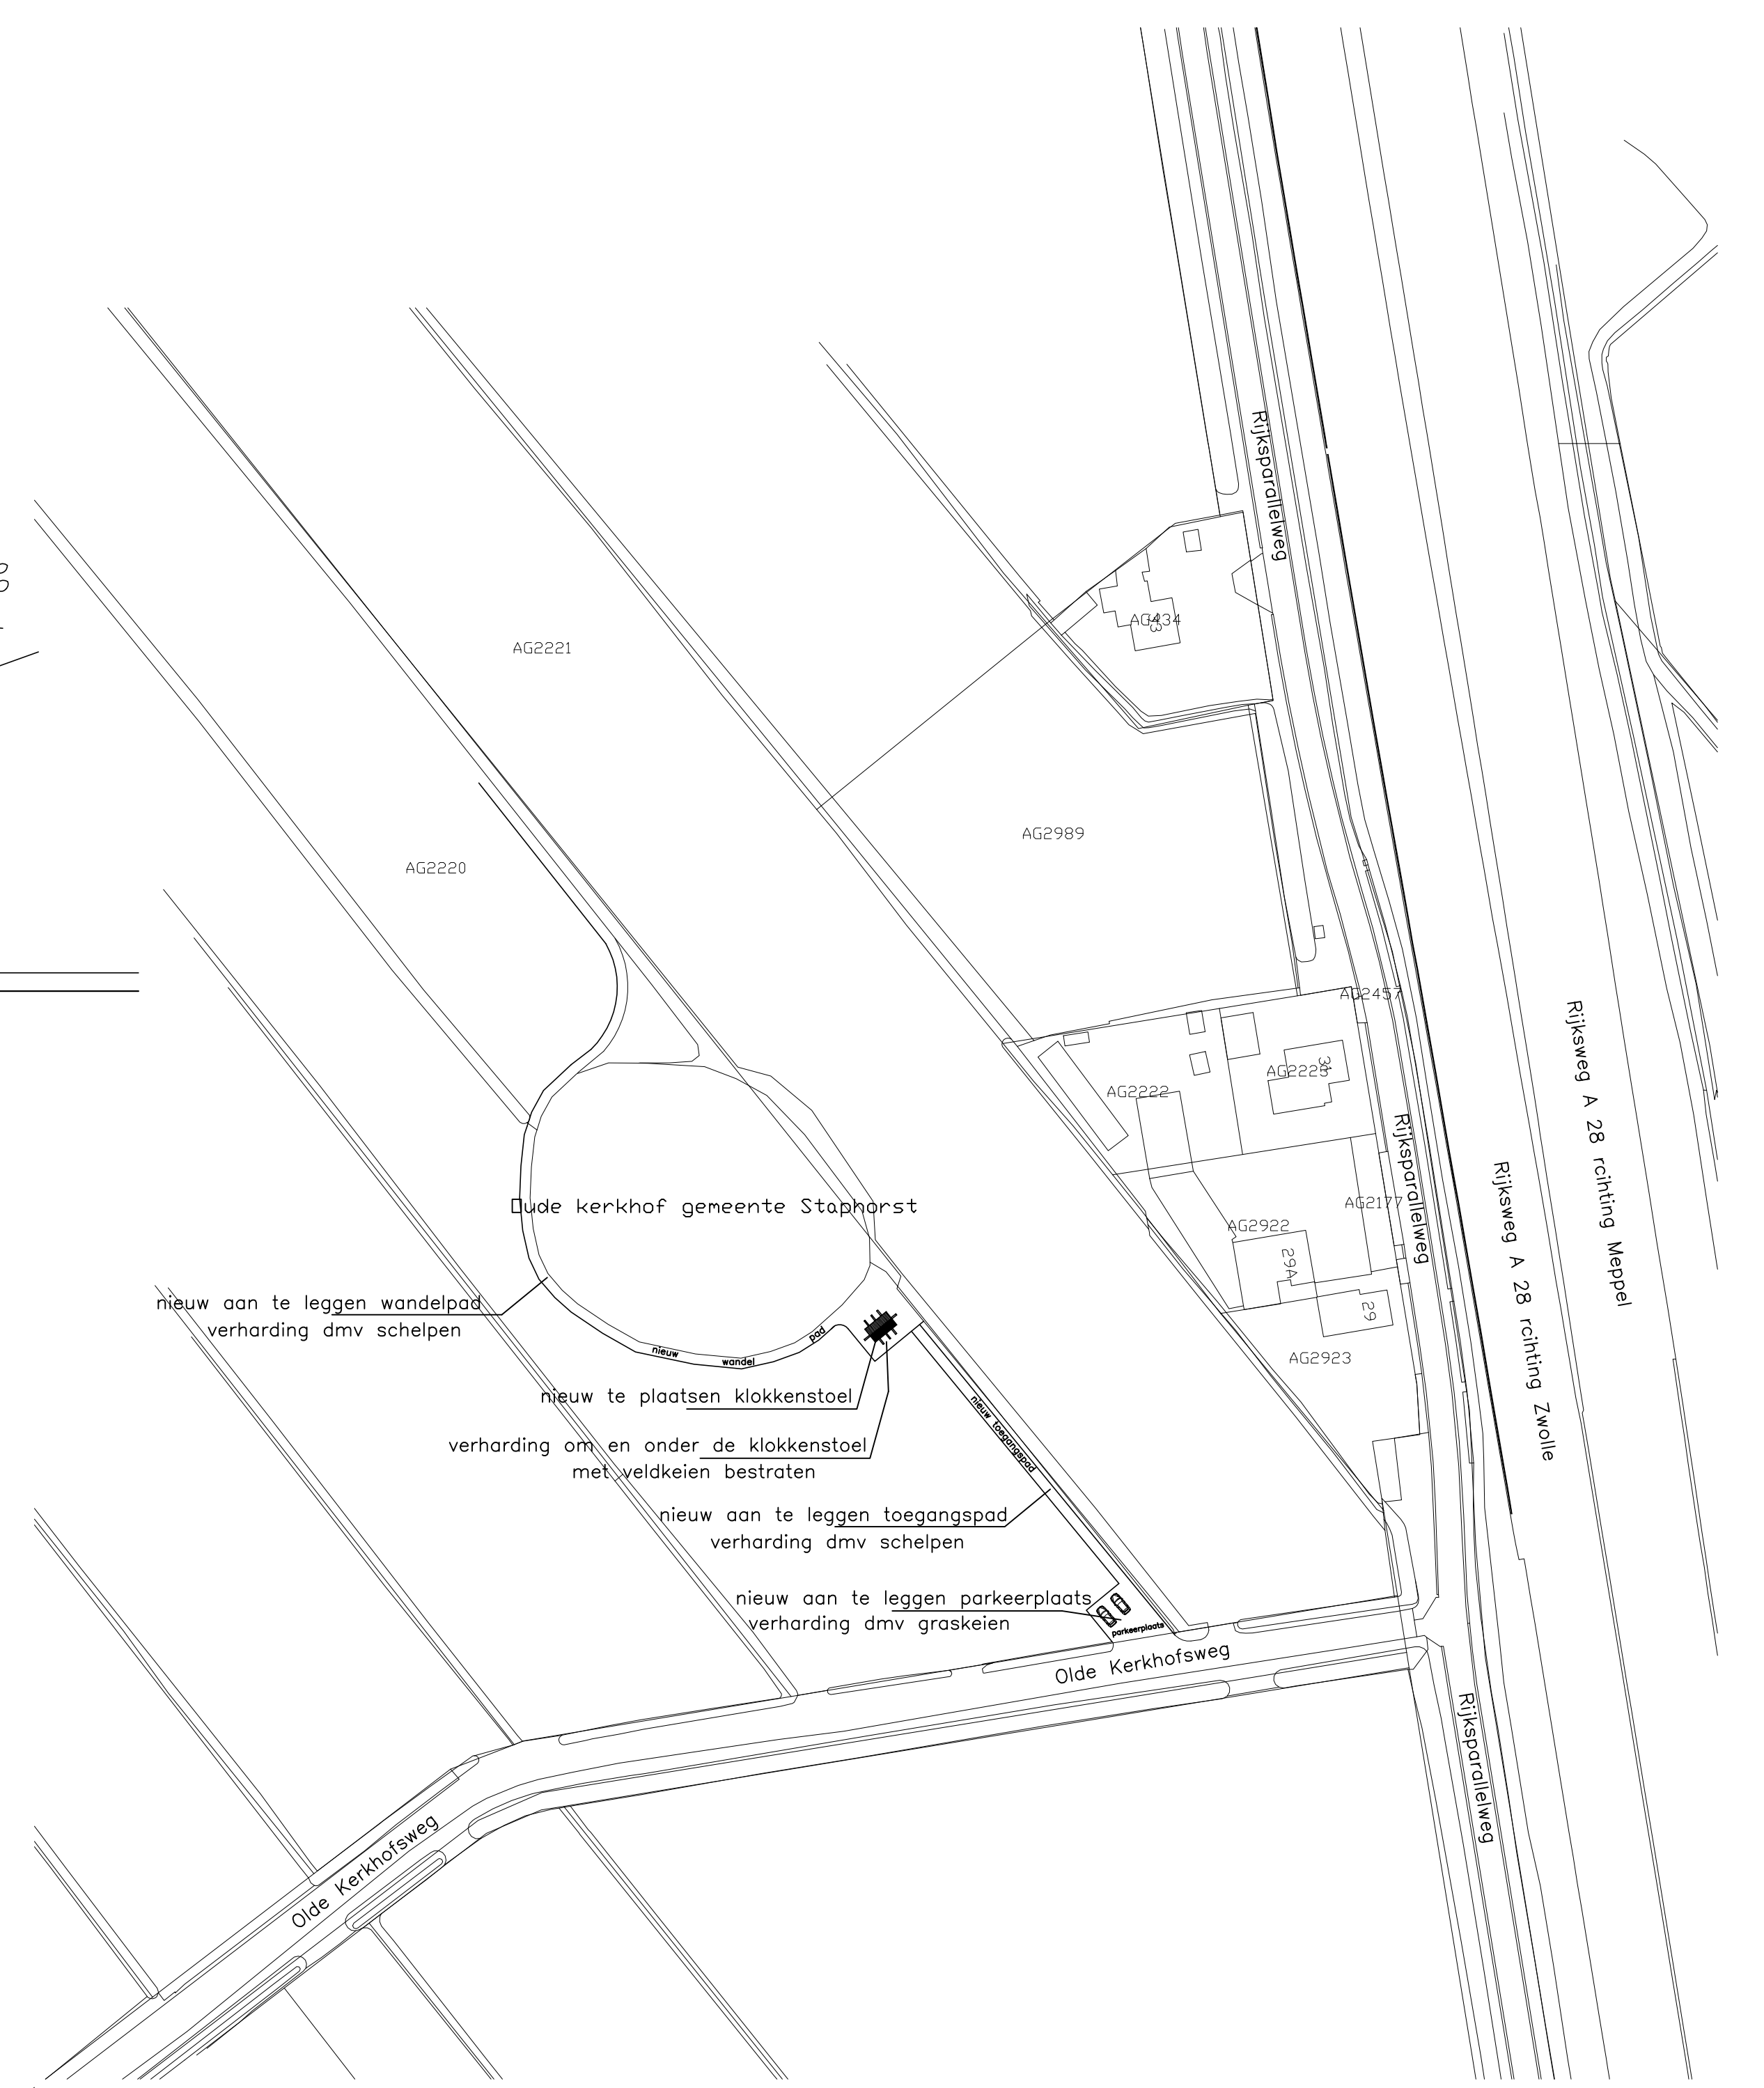 Rijksparallelweg
AG434
AG2221
AG2989
AG2220
AG2457
31
AG2223
AG2222
Rijksweg A 28 rcihting Meppel
Rijksparallelweg
Rijksweg A 28 rcihting Zwolle
AG2177
Oude kerkhof gemeente Staphorst
AG2922
29A
29
AG2923
nieuw aan te leggen wandelpad
verharding dmv schelpen
nieuw wandel pad
nieuw te plaatsen klokkenstoel
verharding om en onder de klokkenstoel
met veldkeien bestraten
nieuw toegangspad
nieuw aan te leggen toegangspad
verharding dmv schelpen
nieuw aan te leggen parkeerplaats
verharding dmv graskeien
parkeerplaats
Olde Kerkhofsweg
Rijksparallelweg
Olde Kerkhofsweg